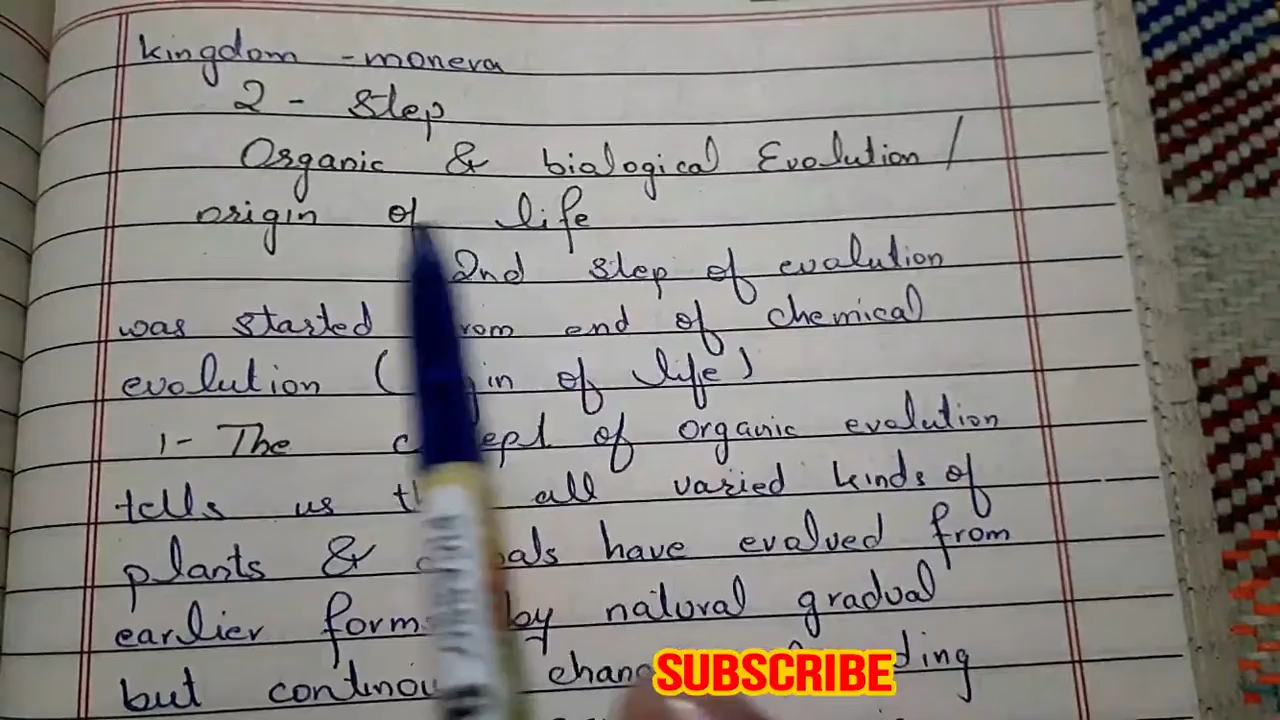 kingdom - monera
2 - Step
Organic & biological Evolution /
origin of life
2nd step of evolution
was started rom end of chemical
evolution ( gin of life)
1- The c ept of organic evolution
tells us th all varied kinds of
plants & a als have evolved from
earlier form by natural gradual
but continou chan ding
SUBSCRIBE